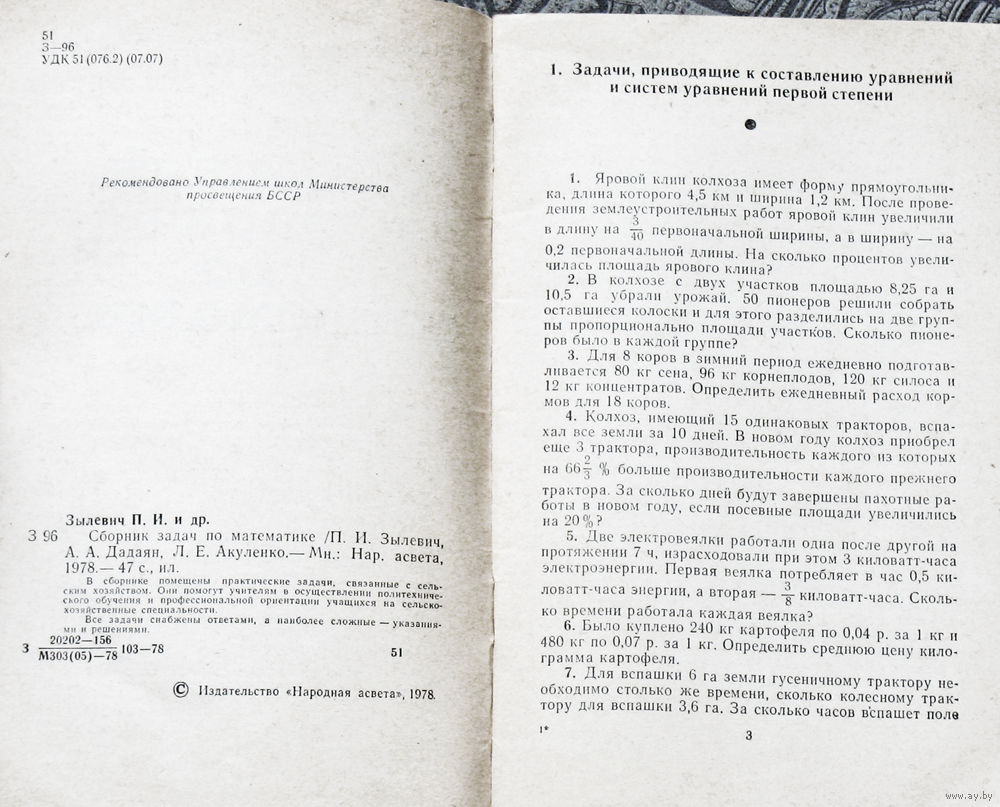 51
З—96
УДК 51 (076.2) (07.07)
Рекомендовано Управлением школ Министерства
просвещения БССР
Зылевич П. И. и др.
З 96 Сборник задач по математике /П. И. Зылевич,
А. А. Дадаян, Л. Е. Акуленко.— Мн.: Нар. асвета,
1978.— 47 с., ил.
В сборнике помещены практические задачи, связанные с сель-
ским хозяйством. Они помогут учителям в осуществлении политехниче-
ского обучения и профессиональной ориентации учащихся на сельско-
хозяйственные специальности.
Все задачи снабжены ответами, а наиболее сложные — указания-
ми и решениями.
20202—156
З 103—78
М303(05)—78
51
© Издательство «Народная асвета», 1978.
1. Задачи, приводящие к составлению уравнений
и систем уравнений первой степени
1. Яровой клин колхоза имеет форму прямоугольни-
ка, длина которого 4,5 км и ширина 1,2 км. После прове-
дения землеустроительных работ яровой клин увеличили
в длину на 3/40 первоначальной ширины, а в ширину — на
0,2 первоначальной длины. На сколько процентов увели-
чилась площадь ярового клина?
2. В колхозе с двух участков площадью 8,25 га и
10,5 га убрали урожай. 50 пионеров решили собрать
оставшиеся колоски и для этого разделились на две груп-
пы пропорционально площади участков. Сколько пионе-
ров было в каждой группе?
3. Для 8 коров в зимний период ежедневно подготав-
ливается 80 кг сена, 96 кг корнеплодов, 120 кг силоса и
12 кг концентратов. Определить ежедневный расход кор-
мов для 18 коров.
4. Колхоз, имеющий 15 одинаковых тракторов, вспа-
хал все земли за 10 дней. В новом году колхоз приобрел
еще 3 трактора, производительность каждого из которых
на 66 2/3 % больше производительности каждого прежнего
трактора. За сколько дней будут завершены пахотные ра-
боты в новом году, если посевные площади увеличились
на 20%?
5. Две электровеялки работали одна после другой на
протяжении 7 ч, израсходовали при этом 3 киловатт-часа
электроэнергии. Первая веялка потребляет в час 0,5 ки-
ловатт-часа энергии, а вторая — 3/8 киловатт-часа. Сколь-
ко времени работала каждая веялка?
6. Было куплено 240 кг картофеля по 0,04 р. за 1 кг и
480 кг по 0,07 р. за 1 кг. Определить среднюю цену кило-
грамма картофеля.
7. Для вспашки 6 га земли гусеничному трактору не-
обходимо столько же времени, сколько колесному трак-
тору для вспашки 3,6 га. За сколько часов вспашет поле
1*
3
www.ay.by